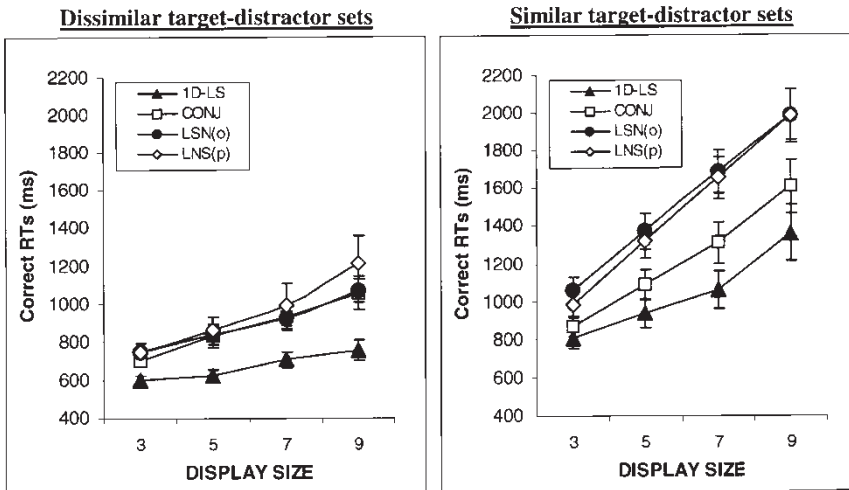 Dissimilar target-distractor sets
2200
2000
1800
1600
1400
1200
1000
800
600
400
Correct RTs (ms)
1D-LS
CONJ
LSN(o)
LNS(p)
3 5 7 9
DISPLAY SIZE
Similar target-distractor sets
2200
2000
1800
1600
1400
1200
1000
800
600
400
Correct RTs (ms)
1D-LS
CONJ
LSN(o)
LNS(p)
3 5 7 9
DISPLAY SIZE